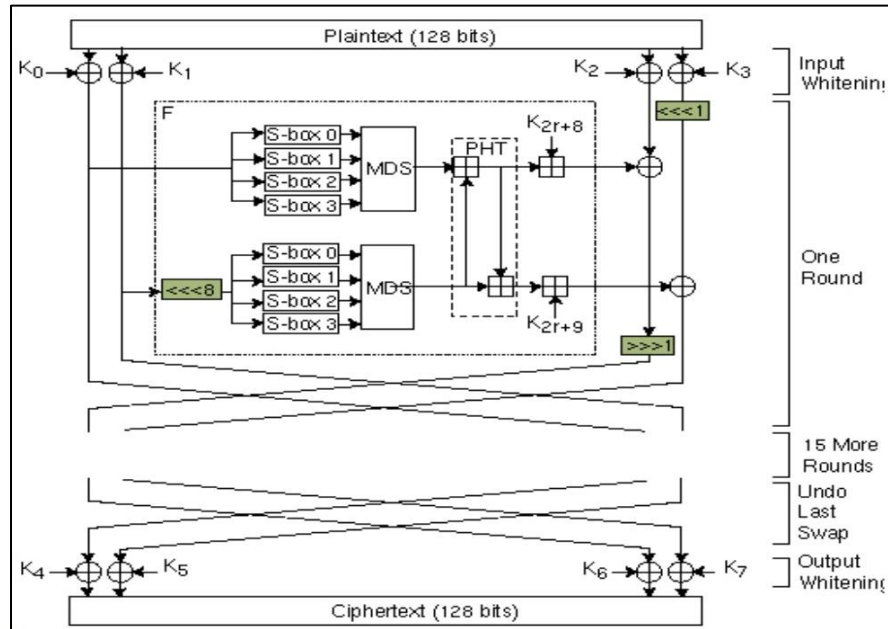 Plaintext (128 bits)
K0
K1
K2
K3
Input
Whitening
F
<<<1
S-box 0
S-box 1
S-box 2
S-box 3
MDS
PHT
K2r+8
One
Round
<<<8
S-box 0
S-box 1
S-box 2
S-box 3
MDS
K2r+9
>>>1
15 More
Rounds
Undo
Last
Swap
K4
K5
K6
K7
Output
Whitening
Ciphertext (128 bits)